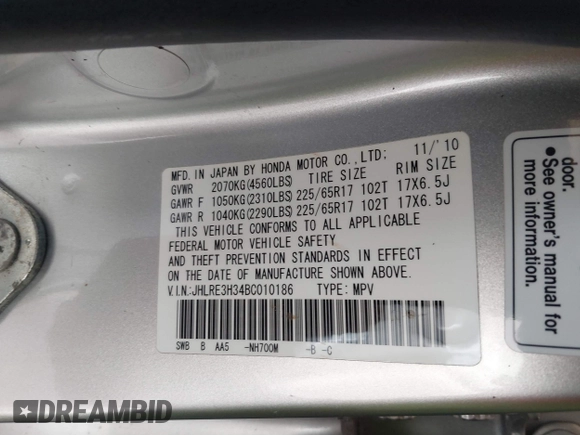 MFD. IN JAPAN BY HONDA MOTOR CO., LTD; 11/'10
GVWR 2070KG(4560LBS) TIRE SIZE RIM SIZE
GAWR F 1050KG(2310LBS) 225/65R17 102T 17X6.5J
GAWR R 1040KG(2290LBS) 225/65R17 102T 17X6.5J
THIS VEHICLE CONFORMS TO ALL APPLICABLE
FEDERAL MOTOR VEHICLE SAFETY
AND THEFT PREVENTION STANDARDS IN EFFECT
ON THE DATE OF MANUFACTURE SHOWN ABOVE.
V.I.N:JHLRE3H34BC010186 TYPE: MPV
SWB B AA5 -NH700M -B -C
door.
● See owner's manual for
more information.
DREAMBID